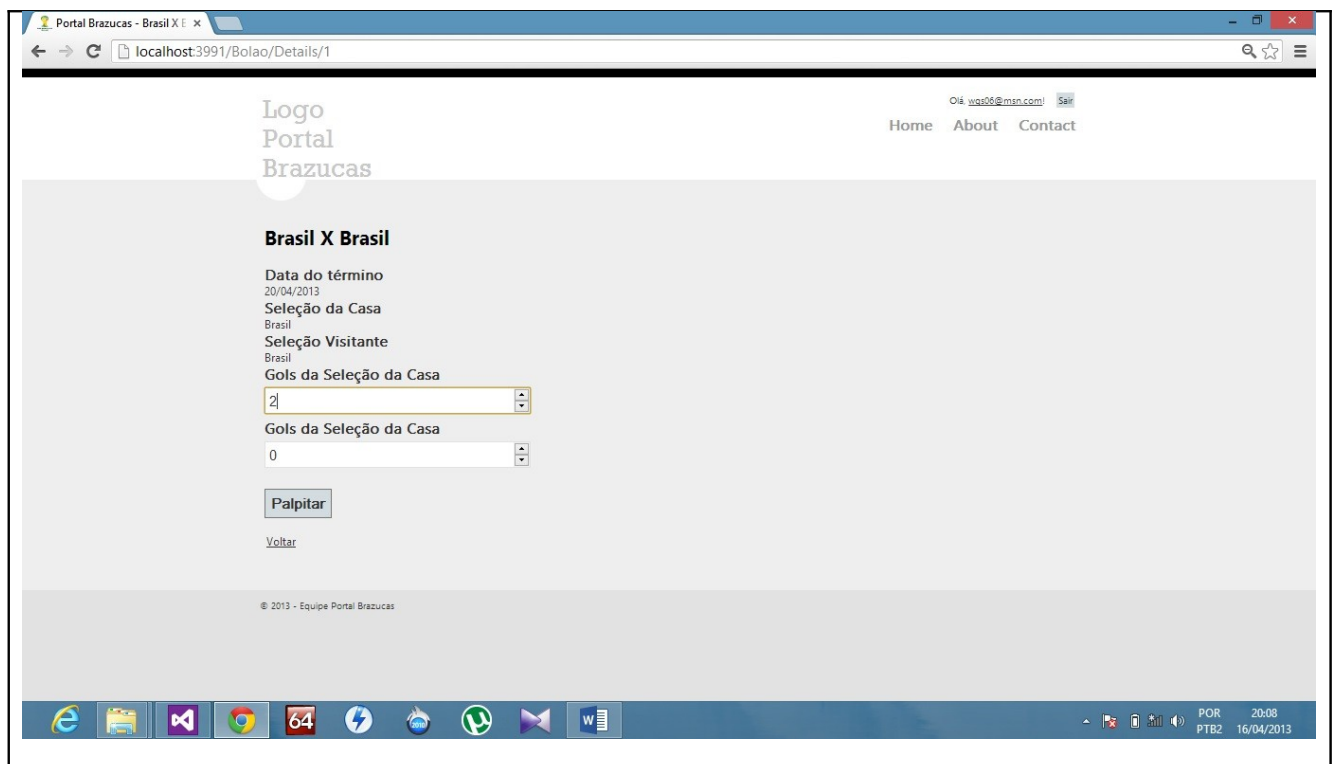 Portal Brazucas - Brasil X B
localhost:3991/Bolao/Details/1
Olá, wgs06@msn.com! Sair
Logo
Portal
Brazucas
Home About Contact
Brasil X Brasil
Data do término
20/04/2013
Seleção da Casa
Brasil
Seleção Visitante
Brasil
Gols da Seleção da Casa
2
Gols da Seleção da Casa
0
Palpitar
Voltar
© 2013 - Equipe Portal Brazucas
64
2010
W
POR 20:08
PTB2 16/04/2013